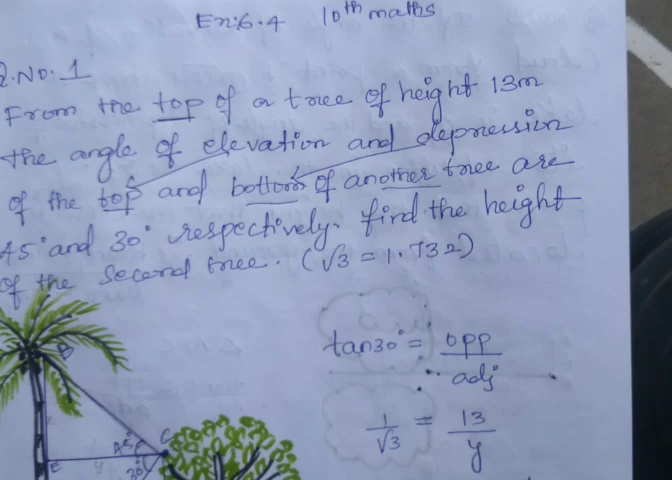 Ex:6.4 10th maths
Q.No.1
From the top of a tree of height 13m
the angle of elevation and depression
of the top and bottom of another tree are
45° and 30° respectively. find the height
of the second tree. (√3 = 1.732)
tan30° = opp
adj
1/√3 = 13/y
D
45°
C
E
y
30°